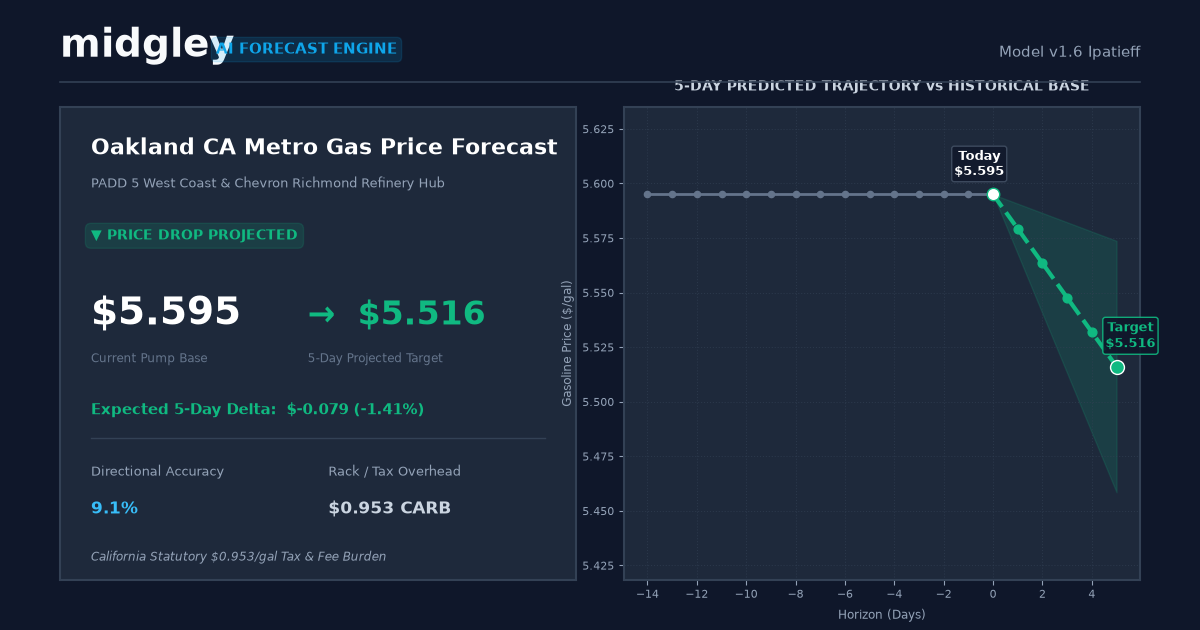 midgley
AI FORECAST ENGINE
Model v1.6 Ipatieff
Oakland CA Metro Gas Price Forecast
PADD 5 West Coast & Chevron Richmond Refinery Hub
▼ PRICE DROP PROJECTED
$5.595 → $5.516
Current Pump Base
5-Day Projected Target
Expected 5-Day Delta: $-0.079 (-1.41%)
Directional Accuracy
Rack / Tax Overhead
9.1%
$0.953 CARB
California Statutory $0.953/gal Tax & Fee Burden
5-DAY PREDICTED TRAJECTORY vs HISTORICAL BASE
Gasoline Price ($/gal)
5.625
5.600
5.575
5.550
5.525
5.500
5.475
5.450
5.425
Today
$5.595
Target
$5.516
−14 −12 −10 −8 −6 −4 −2 0 2 4
Horizon (Days)